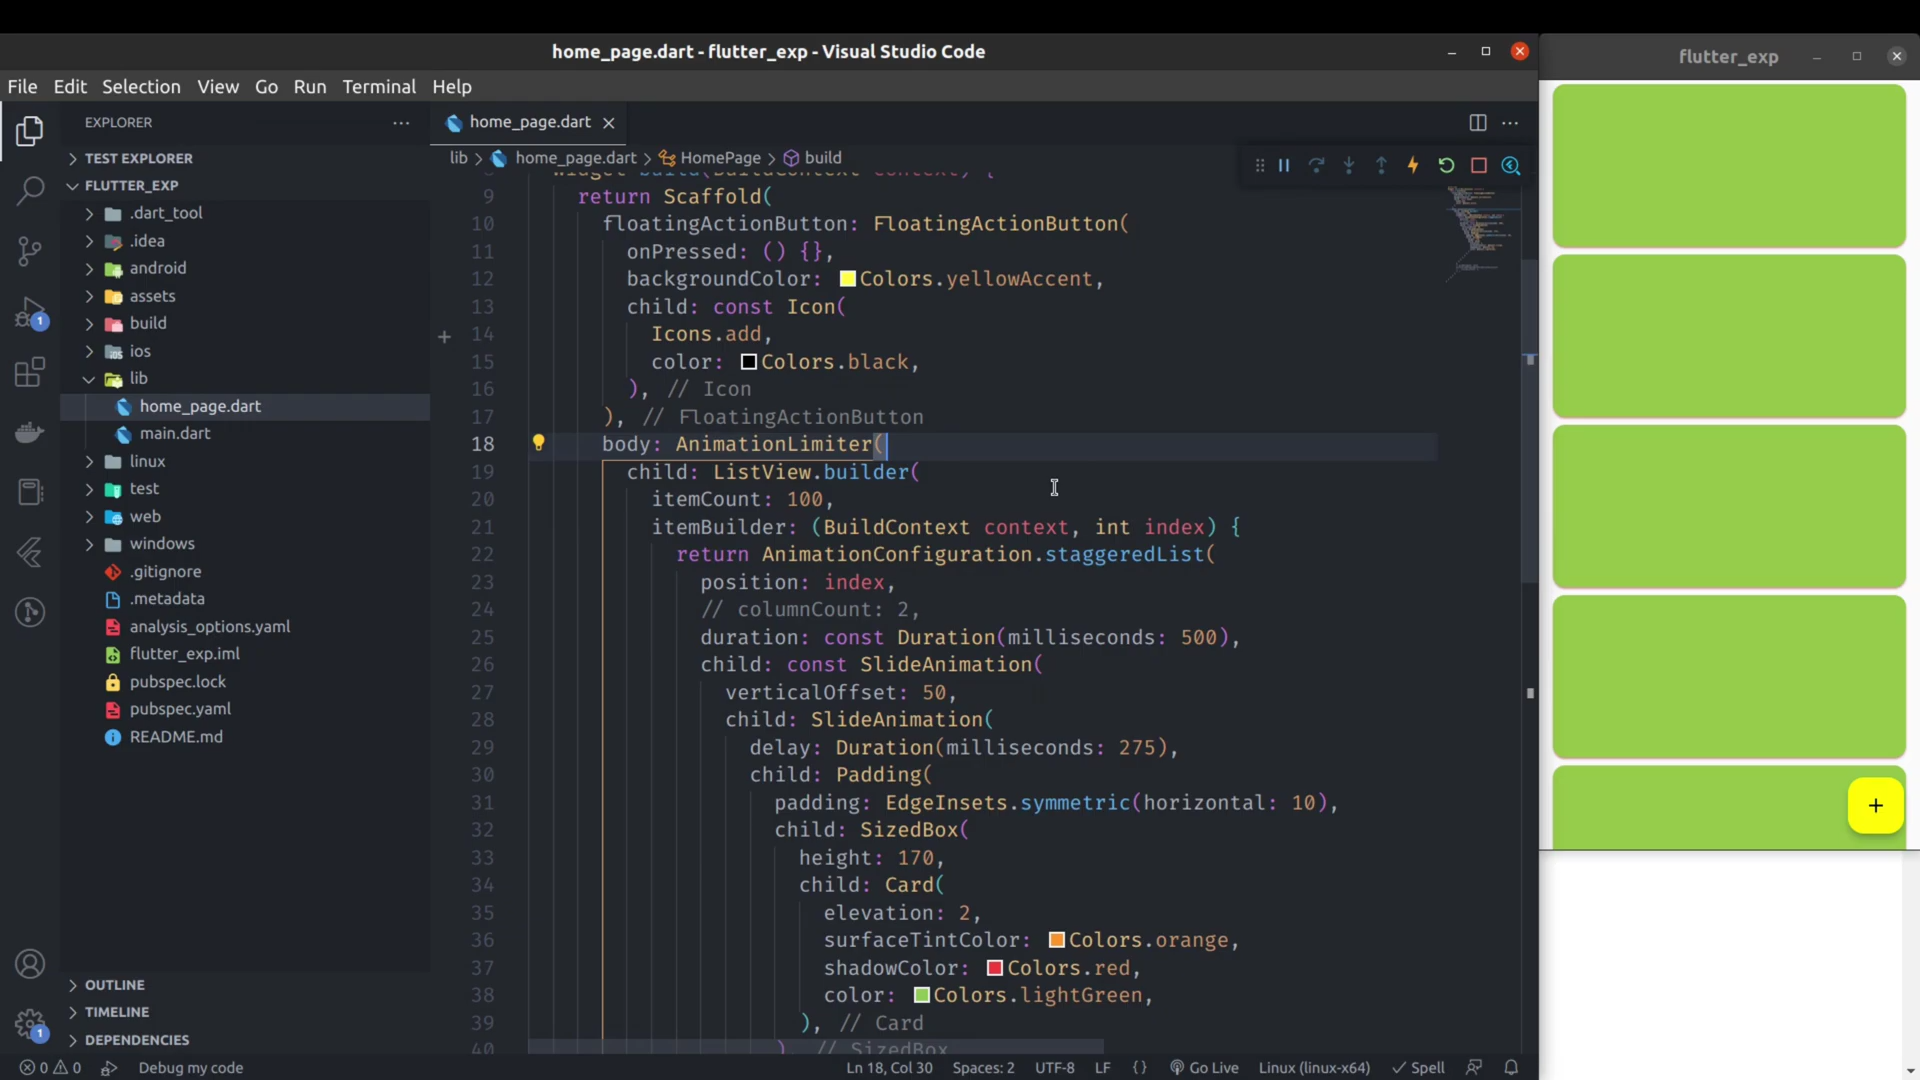 home_page.dart - flutter_exp - Visual Studio Code
flutter_exp
File Edit Selection View Go Run Terminal Help
EXPLORER
TEST EXPLORER
FLUTTER_EXP
.dart_tool
.idea
android
assets
build
ios
lib
home_page.dart
main.dart
linux
test
web
windows
.gitignore
.metadata
analysis_options.yaml
flutter_exp.iml
pubspec.lock
pubspec.yaml
README.md
OUTLINE
TIMELINE
DEPENDENCIES
1
1
home_page.dart
lib > home_page.dart > HomePage > build
Widget build(BuildContext context) {
9 return Scaffold(
10 floatingActionButton: FloatingActionButton(
11 onPressed: () {},
12 backgroundColor: Colors.yellowAccent,
13 child: const Icon(
14 Icons.add,
15 color: Colors.black,
16 ), // Icon
17 ), // FloatingActionButton
18 body: AnimationLimiter(
19 child: ListView.builder(
20 itemCount: 100,
21 itemBuilder: (BuildContext context, int index) {
22 return AnimationConfiguration.staggeredList(
23 position: index,
24 // columnCount: 2,
25 duration: const Duration(milliseconds: 500),
26 child: const SlideAnimation(
27 verticalOffset: 50,
28 child: SlideAnimation(
29 delay: Duration(milliseconds: 275),
30 child: Padding(
31 padding: EdgeInsets.symmetric(horizontal: 10),
32 child: SizedBox(
33 height: 170,
34 child: Card(
35 elevation: 2,
36 surfaceTintColor: Colors.orange,
37 shadowColor: Colors.red,
38 color: Colors.lightGreen,
39 ), // Card
40 ), // SizedBox
0 0 Debug my code Ln 18, Col 30 Spaces: 2 UTF-8 LF {} Go Live Linux (linux-x64) Spell